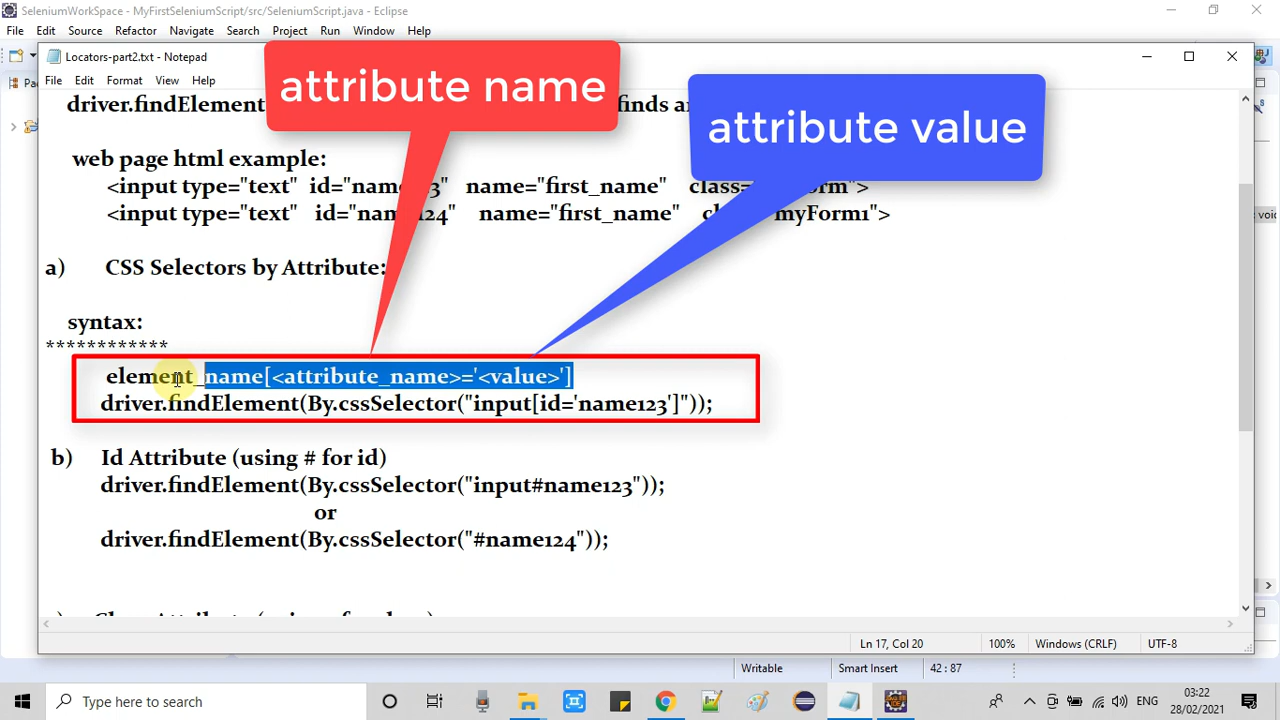 SeleniumWorkSpace - MyFirstSeleniumScript/src/SeleniumScript.java - Eclipse
File Edit Source Refactor Navigate Search Project Run Window Help
Locators-part2.txt - Notepad
File Edit Format View Help
attribute name
attribute value
driver.findElement finds
web page html example:
<input type="text" id=" name="first_name"
<input type="text" name="first_name" myForm1">
a) CSS Selectors by Attribute:
syntax:
************
element_name[<attribute_name>='<value>']
driver.findElement(By.cssSelector("input[id='name123']"));
b) Id Attribute (using # for id)
driver.findElement(By.cssSelector("input#name123"));
or
driver.findElement(By.cssSelector("#name124"));
Ln 17, Col 20 100% Windows (CRLF) UTF-8
Writable Smart Insert 42 : 87
Type here to search
ENG
03:22
28/02/2021